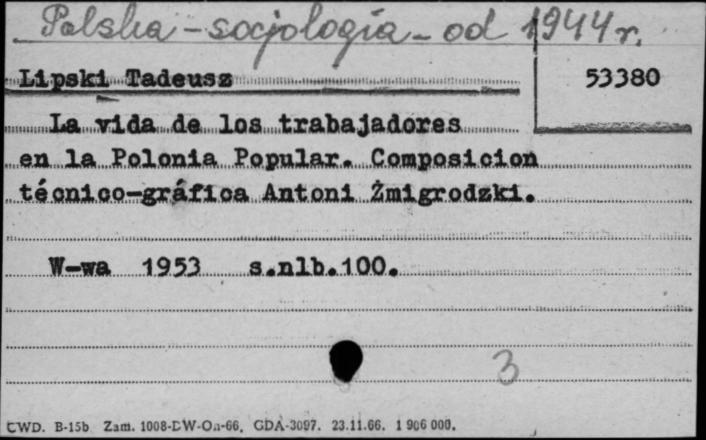 Polska - socjologia - od 1944 r.
Lipski Tadeusz
53380
La vida de los trabajadores
en la Polonia Popular. Composicion
técnico-gráfica Antoni Żmigrodzki.
W-wa 1953 s.nlb.100.
3
CWD. B-15b Zam. 1008-DW-On-66. GDA-3097. 23.11.66. 1 906 000.